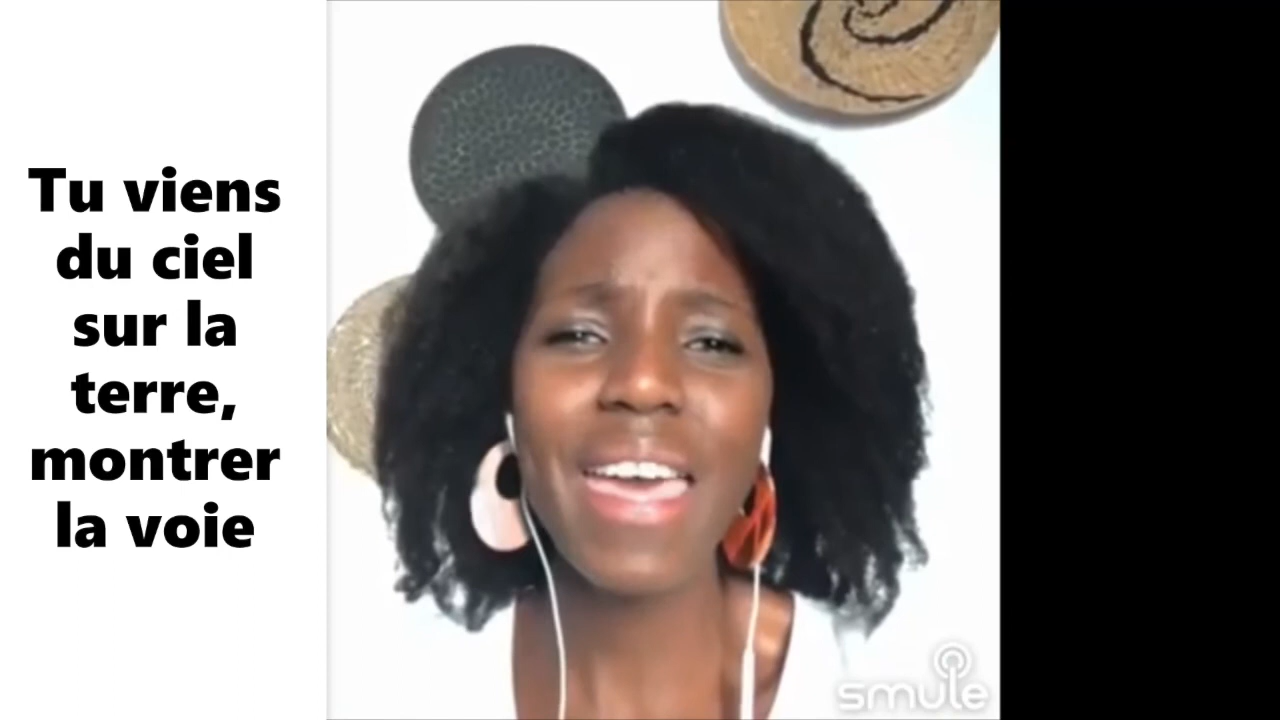 Tu viens
du ciel
sur la
terre,
montrer
la voie
smule